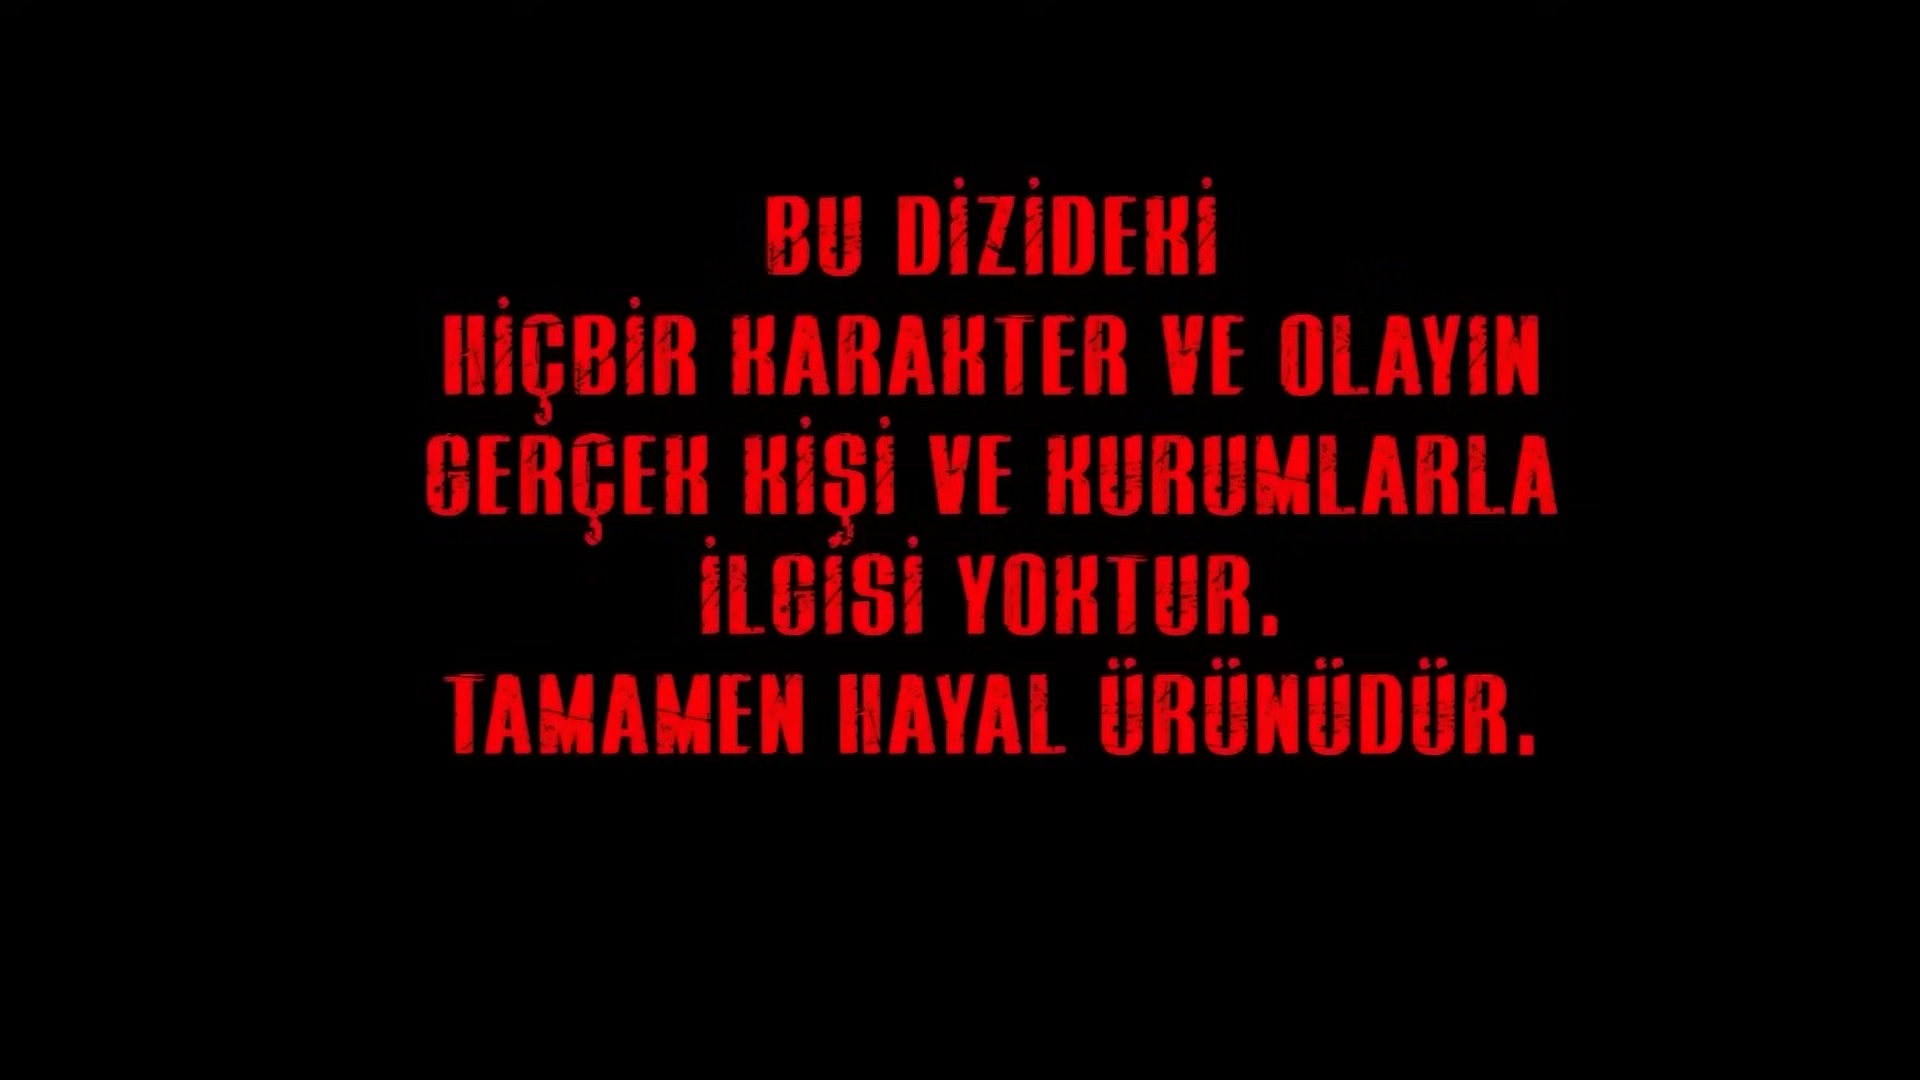 BU DİZİDEKİ
HİÇBİR KARAKTER VE OLAYIN
GERÇEK KİŞİ VE KURUMLARLA
İLGİSİ YOKTUR.
TAMAMEN HAYAL ÜRÜNÜDÜR.